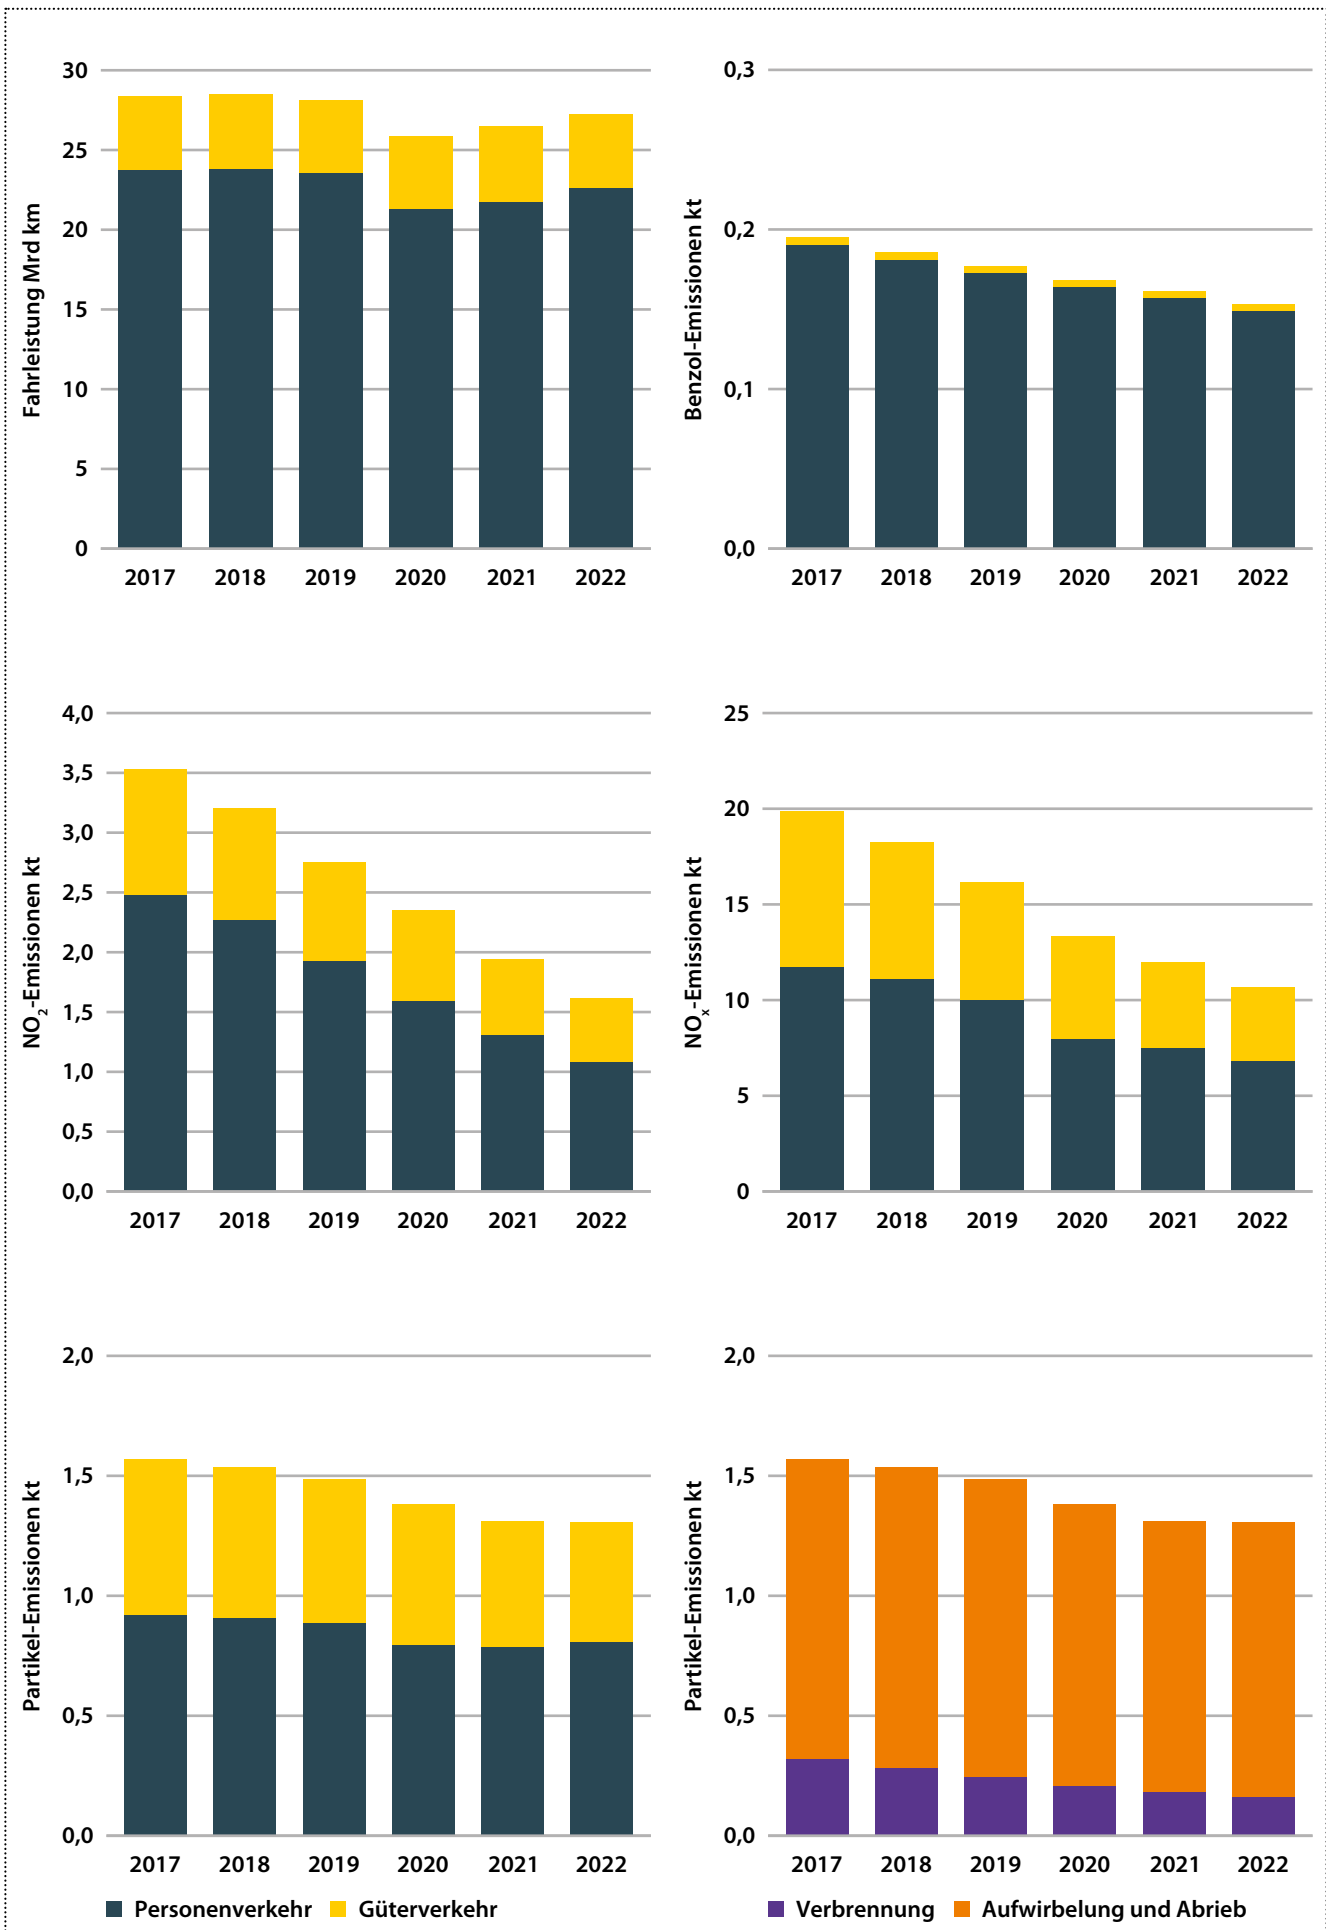 Fahrleistung Mrd km
30
25
20
15
10
5
0
2017 2018 2019 2020 2021 2022
Benzol-Emissionen kt
0,3
0,2
0,1
0,0
2017 2018 2019 2020 2021 2022
NO₂-Emissionen kt
4,0
3,5
3,0
2,5
2,0
1,5
1,0
0,5
0,0
2017 2018 2019 2020 2021 2022
NOₓ-Emissionen kt
25
20
15
10
5
0
2017 2018 2019 2020 2021 2022
Partikel-Emissionen kt
2,0
1,5
1,0
0,5
0,0
2017 2018 2019 2020 2021 2022
Personenverkehr Güterverkehr
Partikel-Emissionen kt
2,0
1,5
1,0
0,5
0,0
2017 2018 2019 2020 2021 2022
Verbrennung Aufwirbelung und Abrieb